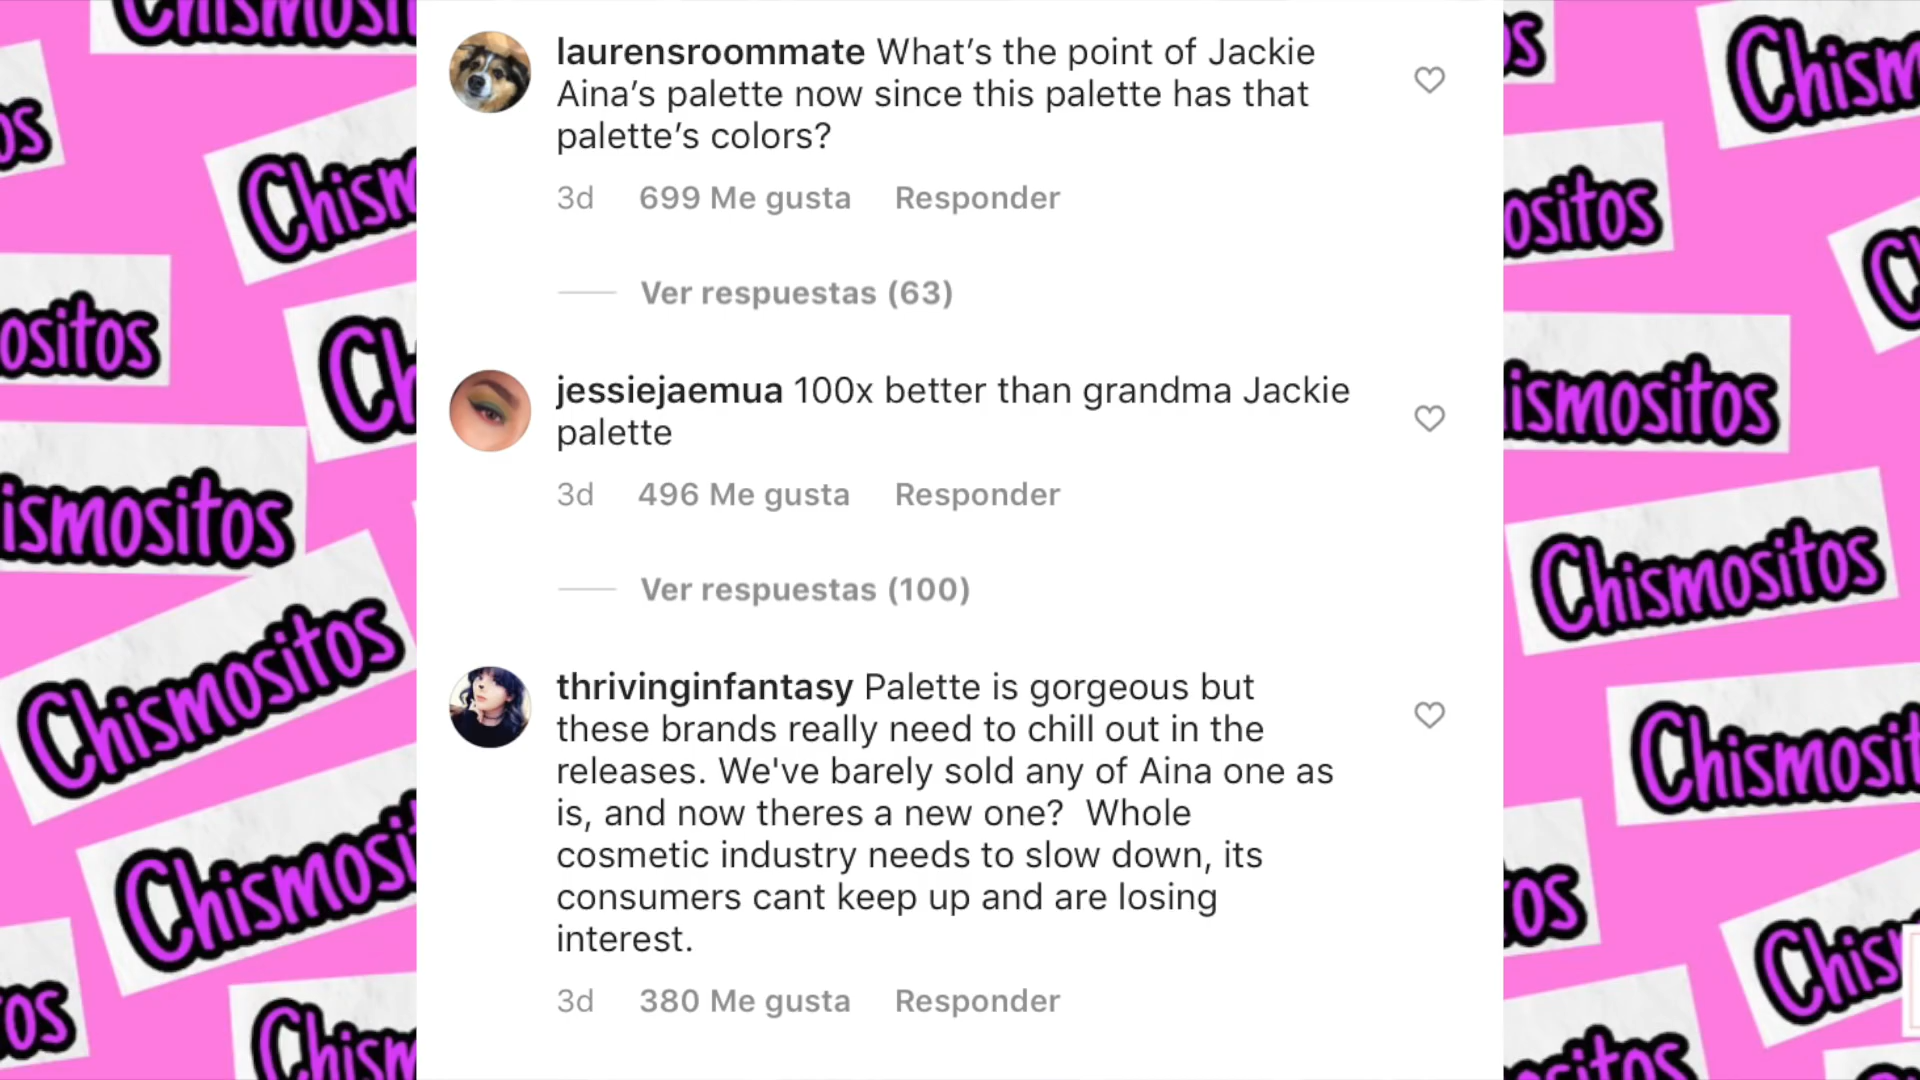 Chismositos
laurensroommate What’s the point of Jackie
Aina’s palette now since this palette has that
palette’s colors?
3d 699 Me gusta Responder
Ver respuestas (63)
jessiejaemua 100x better than grandma Jackie
palette
3d 496 Me gusta Responder
Ver respuestas (100)
thrivinginfantasy Palette is gorgeous but
these brands really need to chill out in the
releases. We've barely sold any of Aina one as
is, and now theres a new one?  Whole
cosmetic industry needs to slow down, its
consumers cant keep up and are losing
interest.
3d 380 Me gusta Responder
Chismositos